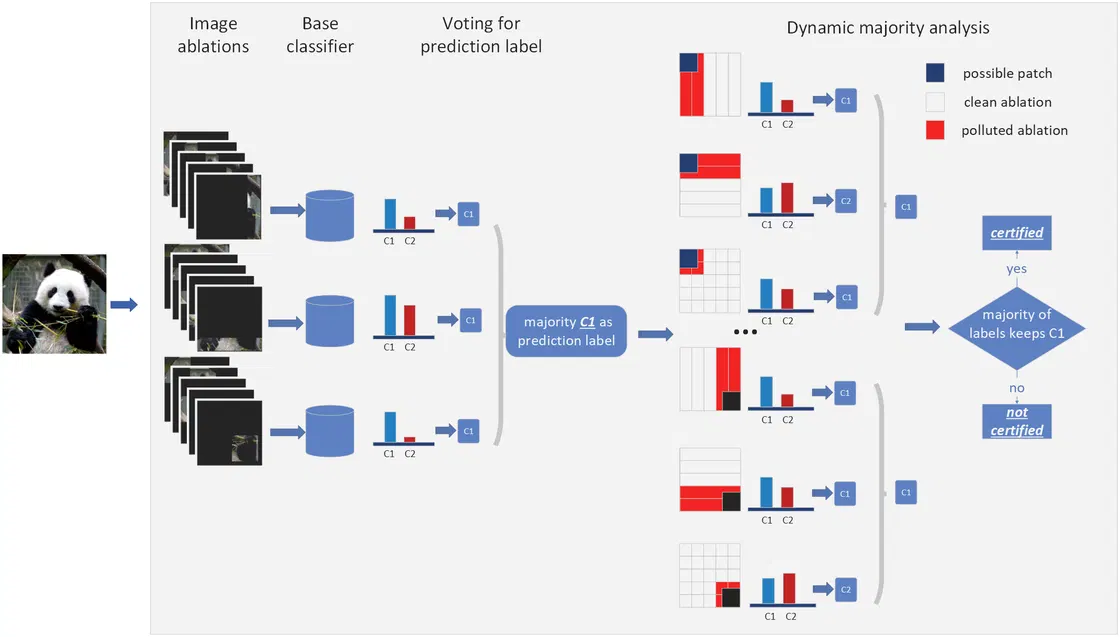 Image
ablations
Base
classifier
Voting for
prediction label
Dynamic majority analysis
possible patch
clean ablation
polluted ablation
C1 C2
C1
C1 C2
C1
C1 C2
C1
majority C1 as
prediction label
C1 C2
C1
C1 C2
C2
C1 C2
C1
C1
...
C1 C2
C1
C1 C2
C1
C1 C2
C2
C1
certified
yes
majority of
labels keeps C1
no
not
certified